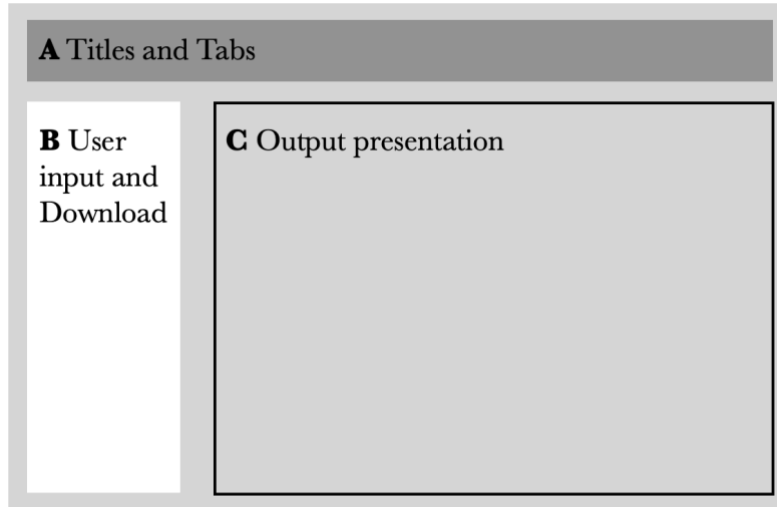 A Titles and Tabs
B User
input and
Download
C Output presentation